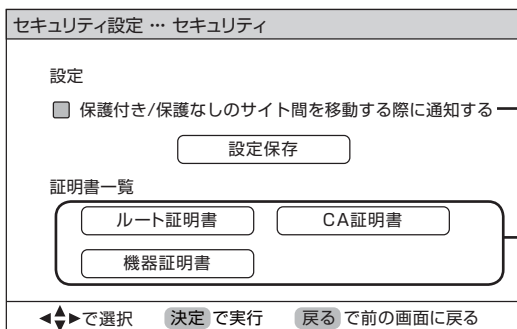 セキュリティ設定 … セキュリティ
設定
保護付き/保護なしのサイト間を移動する際に通知する
設定保存
証明書一覧
ルート証明書 CA証明書
機器証明書
で選択 決定 で実行 戻る で前の画面に戻る